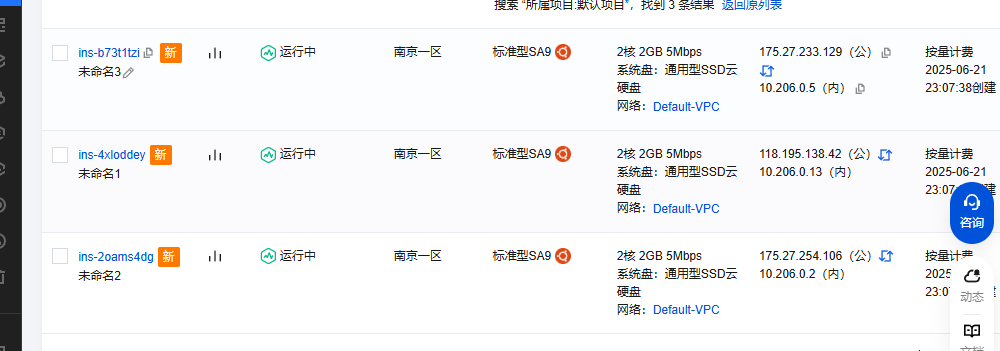 搜索 “所属项目:默认项目”，找到 3 条结果 返回原列表
ins-b73t1tzi 新
未命名3
运行中
南京一区
标准型SA9
2核 2GB 5Mbps
系统盘：通用型SSD云
硬盘
网络：Default-VPC
175.27.233.129（公）
10.206.0.5（内）
按量计费
2025-06-21
23:07:38创建
ins-4xloddey 新
未命名1
运行中
南京一区
标准型SA9
2核 2GB 5Mbps
系统盘：通用型SSD云
硬盘
网络：Default-VPC
118.195.138.42（公）
10.206.0.13（内）
按量计费
2025-06-21
23:07
ins-2oams4dg 新
未命名2
运行中
南京一区
标准型SA9
2核 2GB 5Mbps
系统盘：通用型SSD云
硬盘
网络：Default-VPC
175.27.254.106（公）
10.206.0.2（内）
按量计费
2025
23:07
咨询
动态